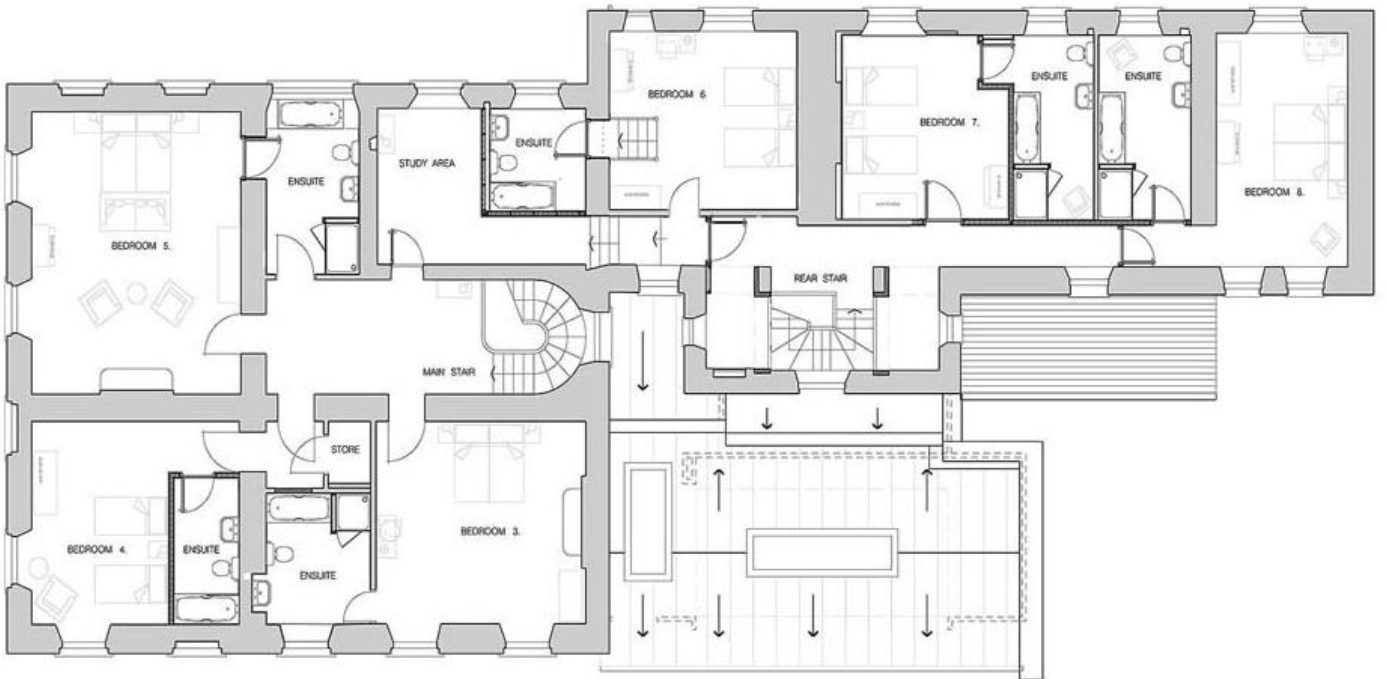 BEDROOM 6.
ENSUITE
ENSUITE
BEDROOM 7.
ENSUITE
STUDY AREA
ENSUITE
BEDROOM 8.
BEDROOM 5.
REAR STAIR
MAIN STAIR
STORE
BEDROOM 3.
BEDROOM 4.
ENSUITE
ENSUITE